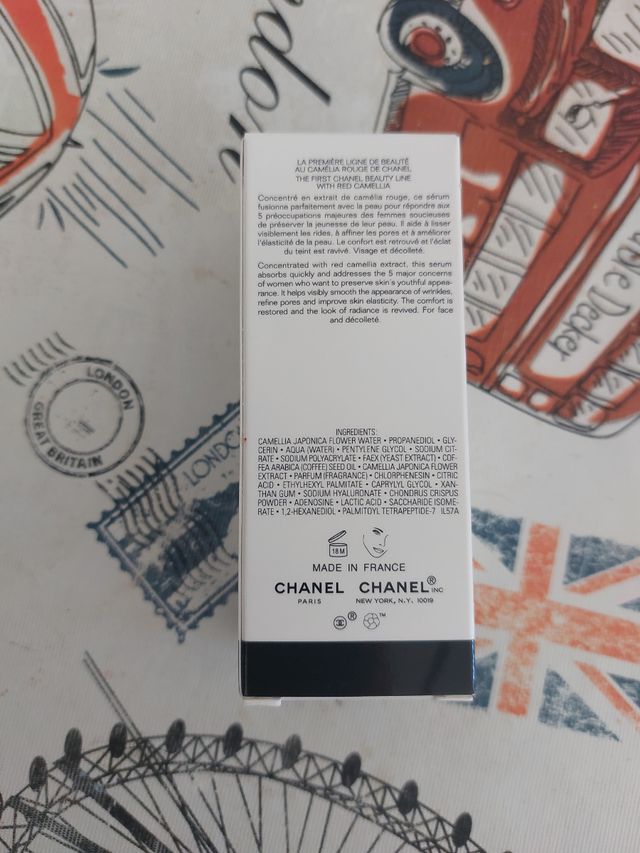 ndon
LA PREMIÈRE LIGNE DE BEAUTÉ
AU CAMÉLIA ROUGE DE CHANEL
THE FIRST CHANEL BEAUTY LINE
WITH RED CAMELLIA
Concentré en extrait de camélia rouge, ce sérum
fusionne parfaitement avec la peau pour répondre aux
5 préoccupations majeures des femmes soucieuses
de préserver la jeunesse de leur peau. Il aide à lisser
visiblement les rides, à affiner les pores et à améliorer
l'élasticité de la peau. Le confort est retrouvé et l'éclat
du teint est ravivé. Visage et décolleté.
Concentrated with red camellia extract, this serum
absorbs quickly and addresses the 5 major concerns
of women who want to preserve skin's youthful appea-
rance. It helps visibly smooth the appearance of wrinkles,
refine pores and improve skin elasticity. The comfort is
restored and the look of radiance is revived. For face
and décolleté.
INGREDIENTS:
CAMELLIA JAPONICA FLOWER WATER • PROPANEDIOL • GLY-
CERIN • AQUA (WATER) • PENTYLENE GLYCOL • SODIUM CIT-
RATE • SODIUM POLYACRYLATE • FAEX (YEAST EXTRACT) • COF-
FEA ARABICA (COFFEE) SEED OIL • CAMELLIA JAPONICA FLOWER
EXTRACT • PARFUM (FRAGRANCE) • CHLORPHENESIN • CITRIC
ACID • ETHYLHEXYL PALMITATE • CAPRYLYL GLYCOL • XAN-
THAN GUM • SODIUM HYALURONATE • CHONDRUS CRISPUS
POWDER • ADENOSINE • LACTIC ACID • SACCHARIDE ISOME-
RATE • 1,2-HEXANEDIOL • PALMITOYL TETRAPEPTIDE-7 IL57A
18 M
MADE IN FRANCE
CHANEL CHANEL® INC
PARIS NEW YORK, N.Y. 10019
® ™
LONDON
GREAT BRITAIN
LONDON
Decker